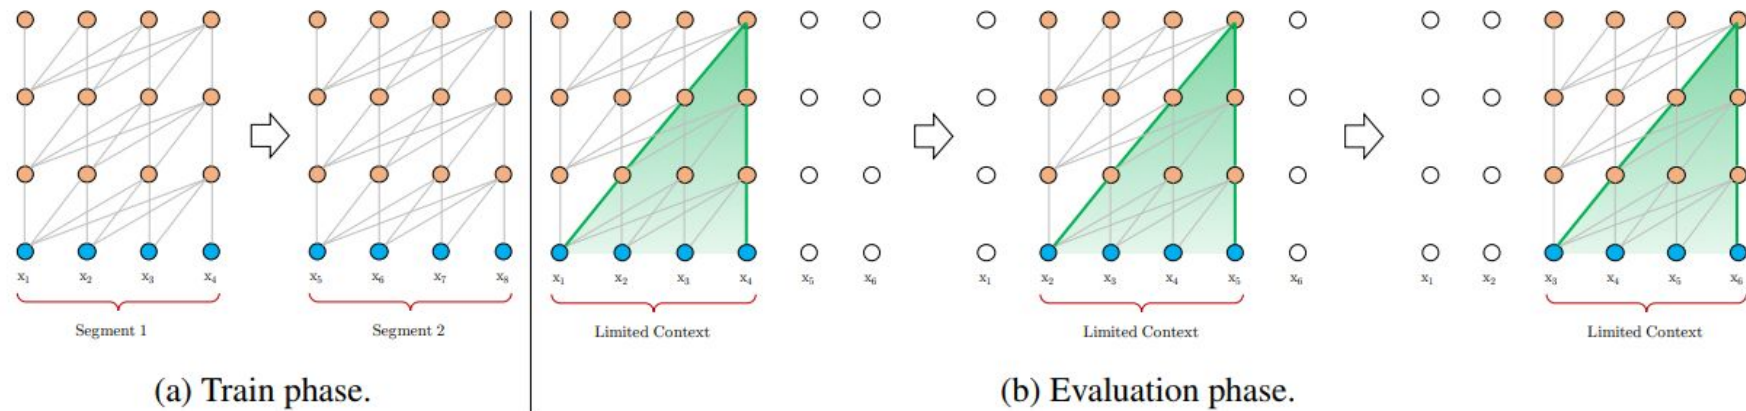 x₁ x₂ x₃ x₄
Segment 1
x₅ x₆ x₇ x₈
Segment 2
(a) Train phase.
x₁ x₂ x₃ x₄ x₅ x₆
Limited Context
x₁ x₂ x₃ x₄ x₅ x₆
Limited Context
x₁ x₂ x₃ x₄ x₅ x₆
Limited Context
(b) Evaluation phase.